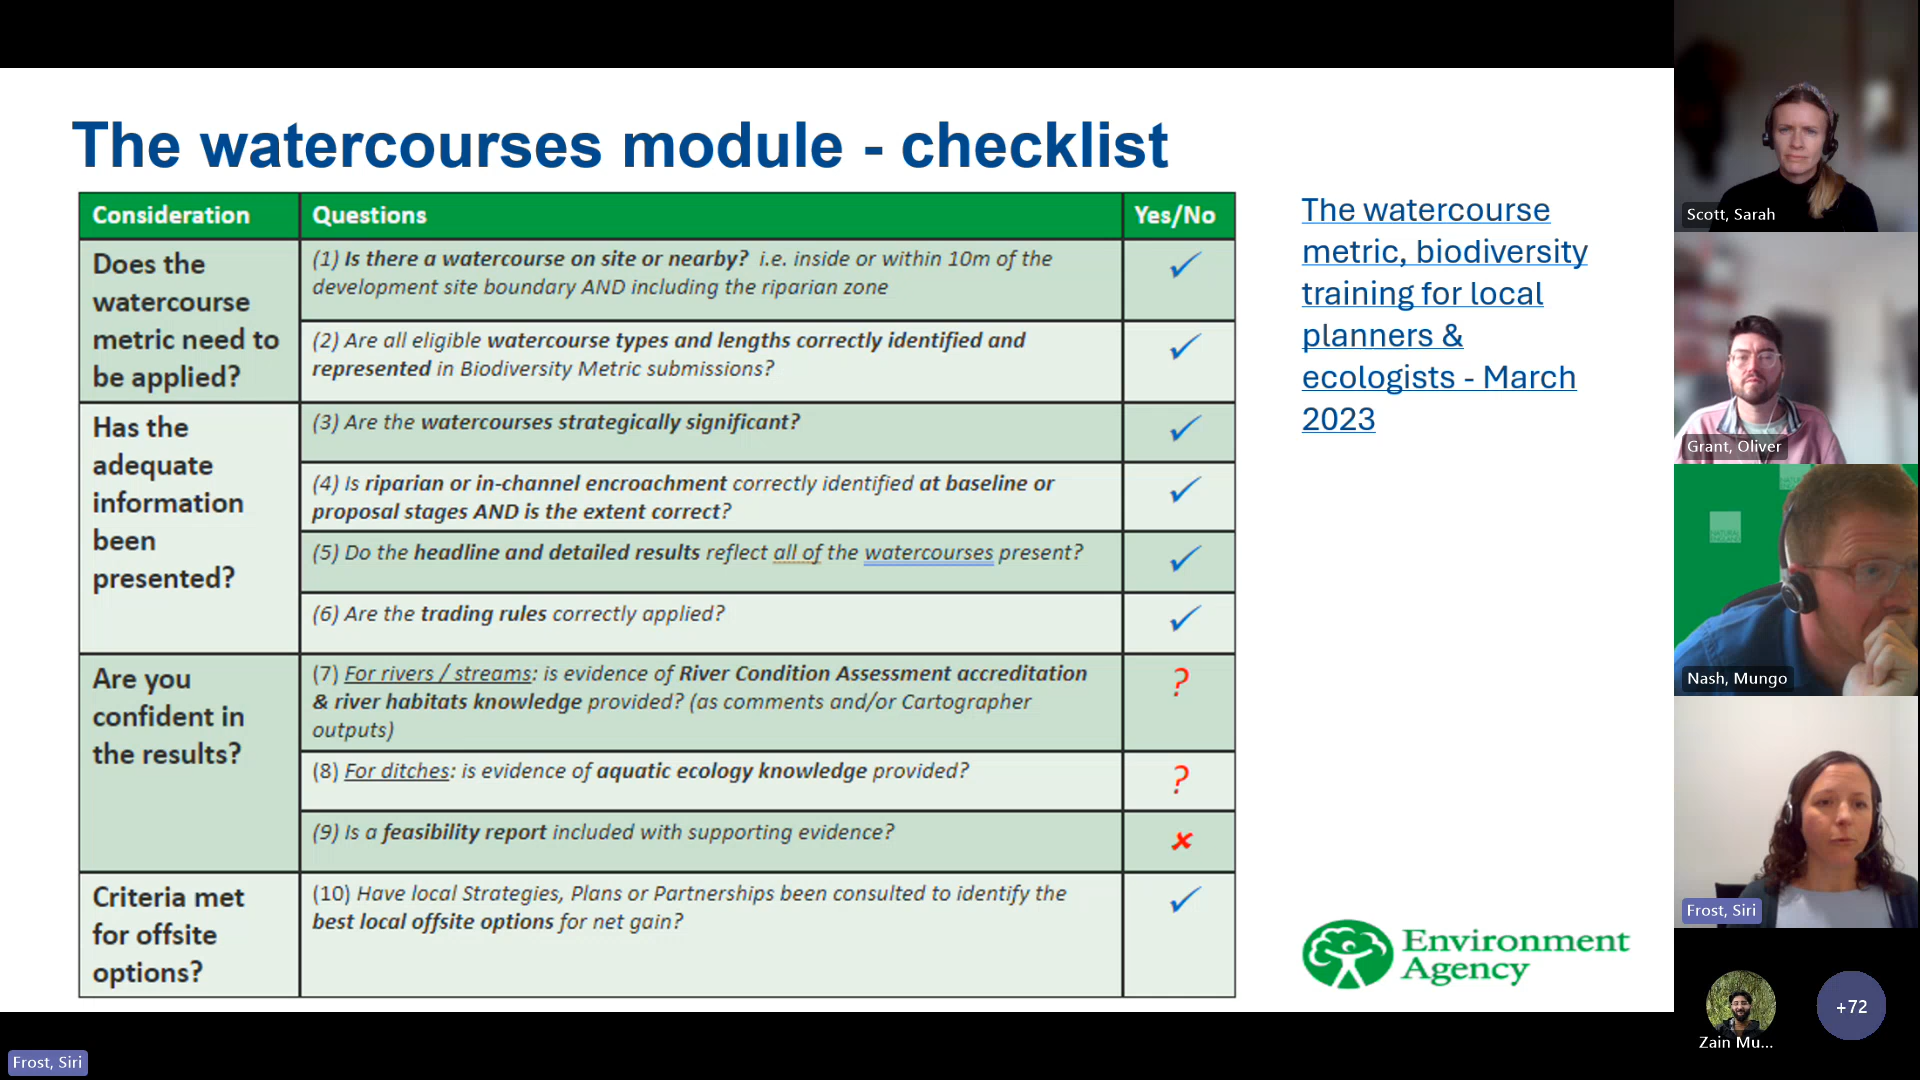 The watercourses module - checklist
Consideration
Questions
Yes/No
Does the
watercourse
metric need to
be applied?
(1) Is there a watercourse on site or nearby? i.e. inside or within 10m of the
development site boundary AND including the riparian zone
(2) Are all eligible watercourse types and lengths correctly identified and
represented in Biodiversity Metric submissions?
Has the
adequate
information
been
presented?
(3) Are the watercourses strategically significant?
(4) Is riparian or in-channel encroachment correctly identified at baseline or
proposal stages AND is the extent correct?
(5) Do the headline and detailed results reflect all of the watercourses present?
(6) Are the trading rules correctly applied?
Are you
confident in
the results?
(7) For rivers / streams: is evidence of River Condition Assessment accreditation
& river habitats knowledge provided? (as comments and/or Cartographer
outputs)
?
(8) For ditches: is evidence of aquatic ecology knowledge provided?
?
(9) Is a feasibility report included with supporting evidence?
Criteria met
for offsite
options?
(10) Have local Strategies, Plans or Partnerships been consulted to identify the
best local offsite options for net gain?
The watercourse
metric, biodiversity
training for local
planners &
ecologists - March
2023
Environment
Agency
Scott, Sarah
Grant, Oliver
Nash, Mungo
Frost, Siri
Zain Mu...
+72
Frost, Siri